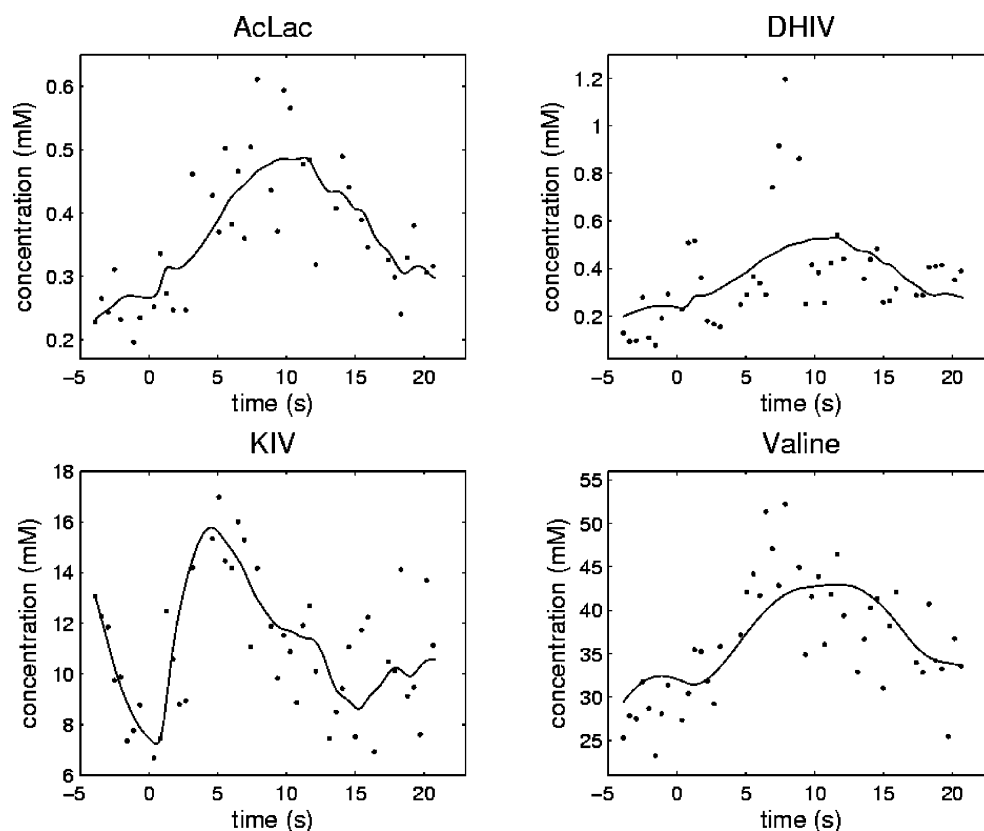 AcLac
concentration (mM)
0.6
0.5
0.4
0.3
0.2
−5 0 5 10 15 20
time (s)
DHIV
concentration (mM)
1.2
1
0.8
0.6
0.4
0.2
−5 0 5 10 15 20
time (s)
KIV
concentration (mM)
18
16
14
12
10
8
6
−5 0 5 10 15 20
time (s)
Valine
concentration (mM)
55
50
45
40
35
30
25
−5 0 5 10 15 20
time (s)